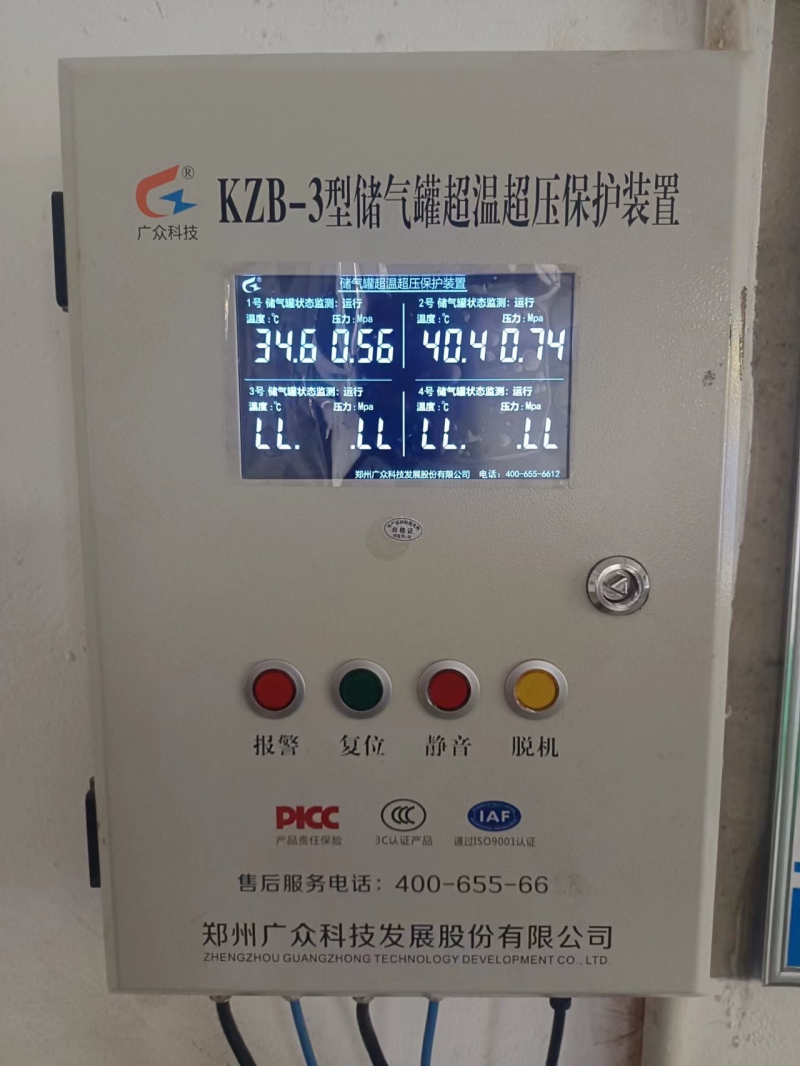 ®
广众科技
KZB-3型储气罐超温超压保护装置
储气罐超温超压保护装置
1号 储气罐状态监测：运行
温度：℃ 压力：Mpa
34.6 0.56
2号 储气罐状态监测：运行
温度：℃ 压力：Mpa
40.4 0.74
3号 储气罐状态监测：运行
温度：℃ 压力：Mpa
LL. .LL
4号 储气罐状态监测：运行
温度：℃ 压力：Mpa
LL. .LL
郑州广众科技发展股份有限公司 电话：400-655-6612
合格证
报警 复位 静音 脱机
PICC
产品责任保险
CCC
3C认证产品
IAF
通过ISO9001认证
售后服务电话：400-655-66
郑州广众科技发展股份有限公司
ZHENGZHOU GUANGZHONG TECHNOLOGY DEVELOPMENT CO., LTD.